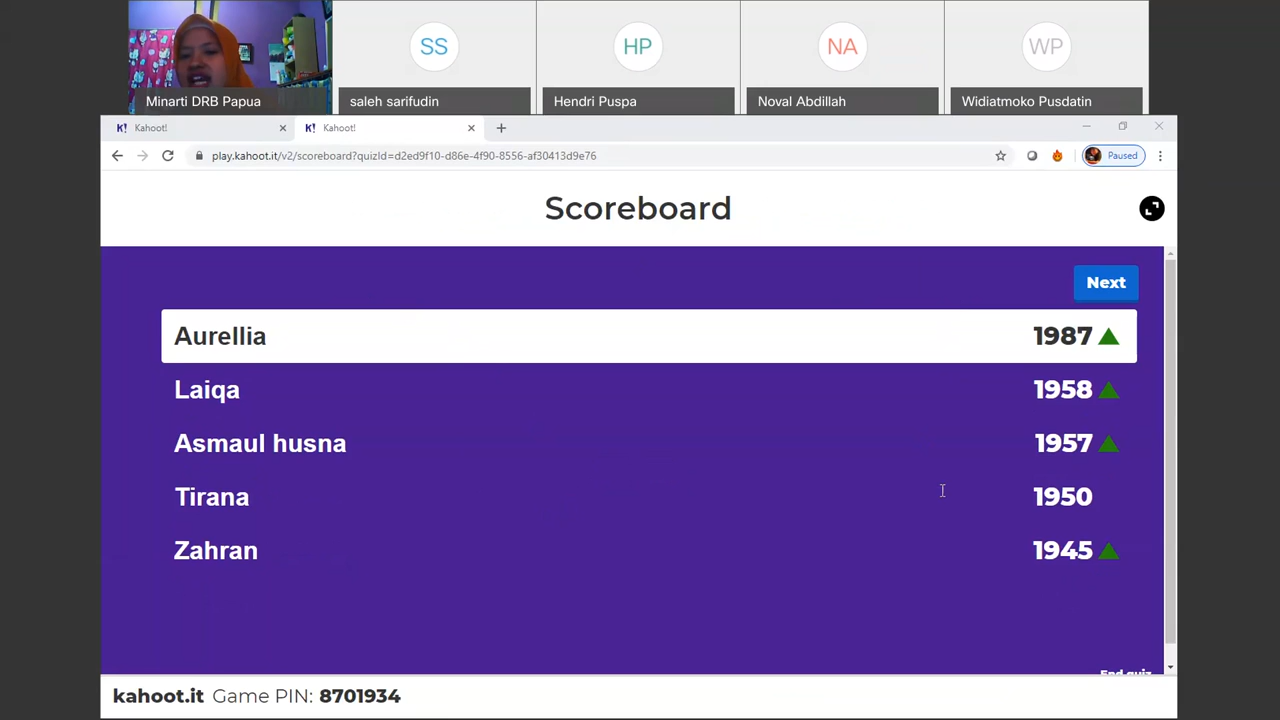 SS
HP
NA
WP
Minarti DRB Papua
saleh sarifudin
Hendri Puspa
Noval Abdillah
Widiatmoko Pusdatin
K! Kahoot!
K! Kahoot!
play.kahoot.it/v2/scoreboard?quizId=d2ed9f10-d86e-4f90-8556-af30413d9e76
Paused
Scoreboard
Next
Aurellia 1987
Laiqa 1958
Asmaul husna 1957
Tirana 1950
Zahran 1945
End quiz
kahoot.it Game PIN: 8701934